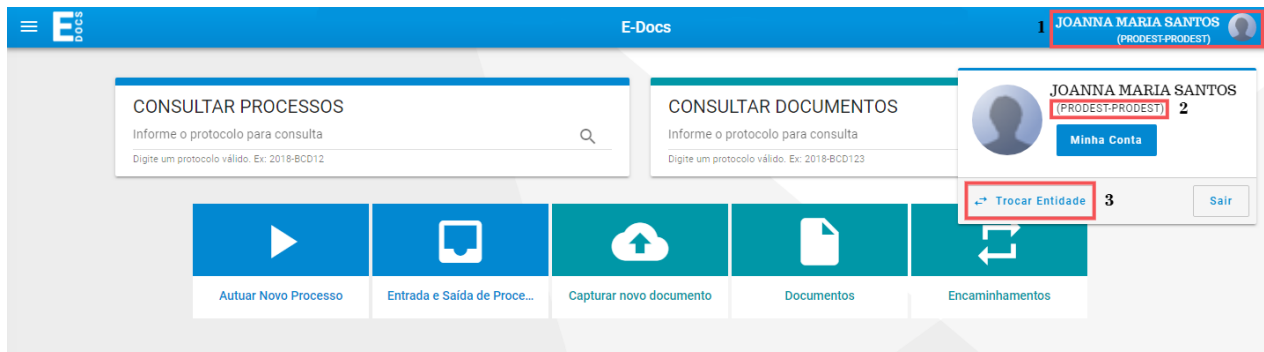 E DOCS
E-Docs
1 JOANNA MARIA SANTOS
(PRODEST-PRODEST)
JOANNA MARIA SANTOS
(PRODEST-PRODEST) 2
Minha Conta
Trocar Entidade 3
Sair
CONSULTAR PROCESSOS
Informe o protocolo para consulta
Digite um protocolo válido. Ex: 2018-BCD12
CONSULTAR DOCUMENTOS
Informe o protocolo para consulta
Digite um protocolo válido. Ex: 2018-BCD123
Autuar Novo Processo
Entrada e Saída de Proce...
Capturar novo documento
Documentos
Encaminhamentos